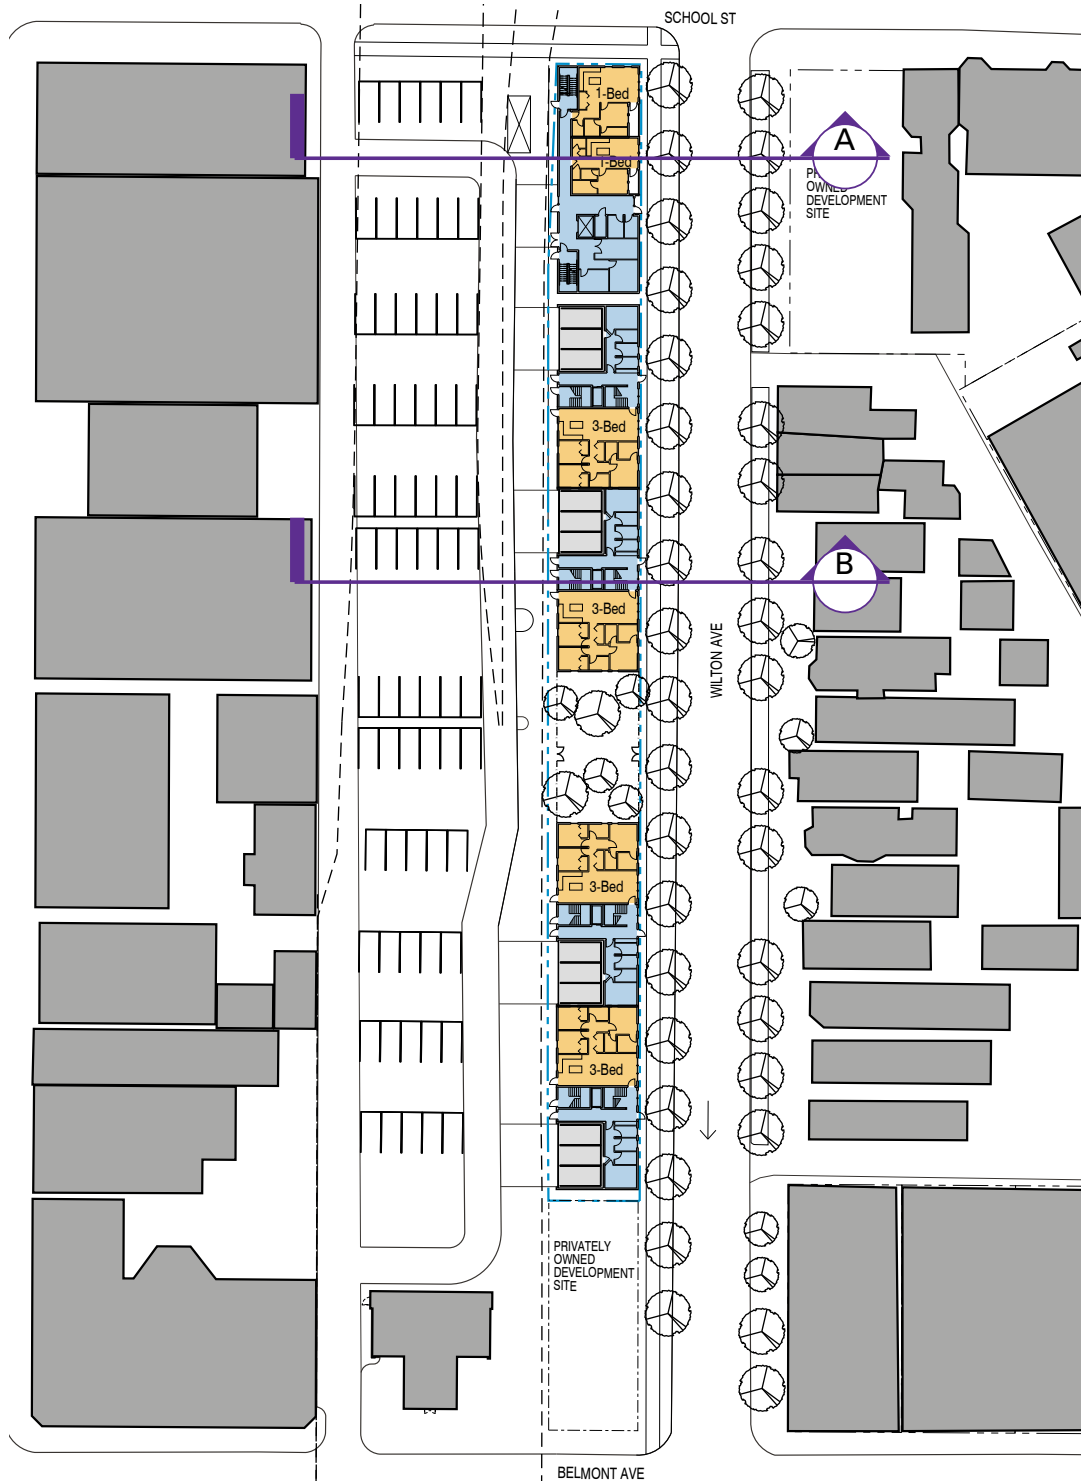 SCHOOL ST
1-Bed
A
1-Bed
OWNED
DEVELOPMENT
SITE
3-Bed
B
3-Bed
WILTON AVE
3-Bed
3-Bed
PRIVATELY
OWNED
DEVELOPMENT
SITE
BELMONT AVE